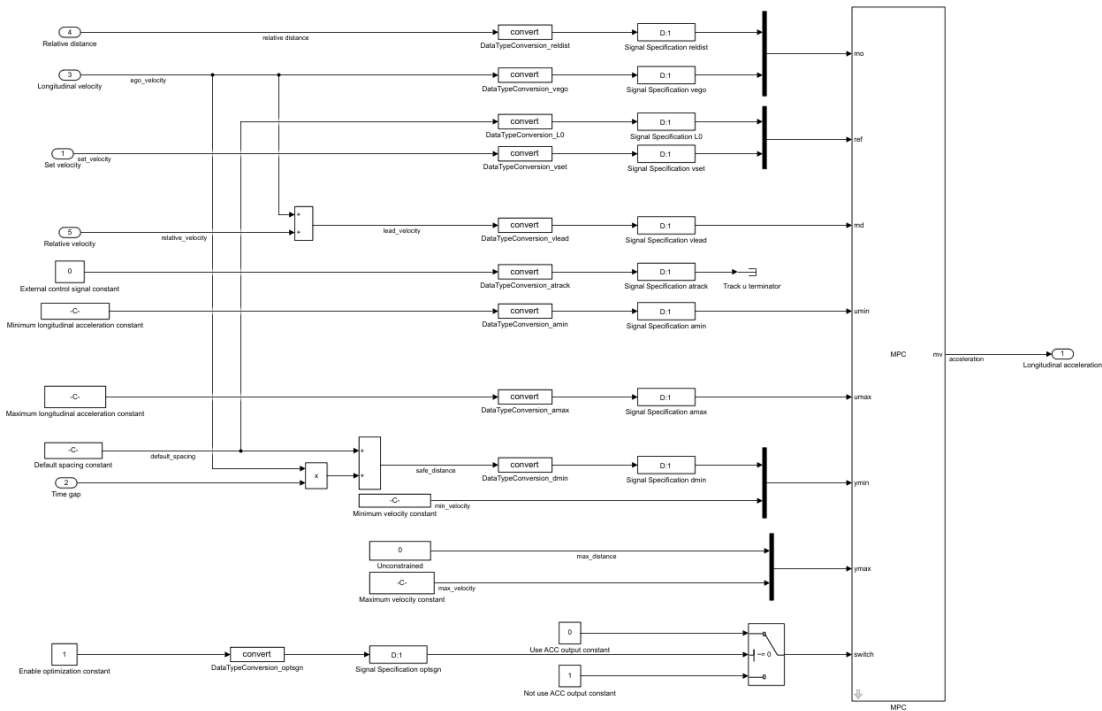 4
Relative distance
relative distance
convert
DataTypeConversion_reldist
D:1
Signal Specification reldist
mo
3
Longitudinal velocity
ego_velocity
convert
DataTypeConversion_vego
D:1
Signal Specification vego
convert
DataTypeConversion_L0
D:1
Signal Specification L0
ref
1
Set velocity
set_velocity
convert
DataTypeConversion_vset
D:1
Signal Specification vset
5
Relative velocity
relative_velocity
+
+
lead_velocity
convert
DataTypeConversion_vlead
D:1
Signal Specification vlead
md
0
External control signal constant
convert
DataTypeConversion_atrack
D:1
Signal Specification atrack
Track u terminator
-C-
Minimum longitudinal acceleration constant
convert
DataTypeConversion_amin
D:1
Signal Specification amin
umin
MPC
mv
acceleration
1
Longitudinal acceleration
-C-
Maximum longitudinal acceleration constant
convert
DataTypeConversion_amax
D:1
Signal Specification amax
umax
-C-
Default spacing constant
default_spacing
2
Time gap
x
+
+
safe_distance
convert
DataTypeConversion_dmin
D:1
Signal Specification dmin
ymin
-C-
Minimum velocity constant
min_velocity
0
Unconstrained
max_distance
ymax
-C-
Maximum velocity constant
max_velocity
1
Enable optimization constant
convert
DataTypeConversion_optsgn
D:1
Signal Specification optsgn
0
Use ACC output constant
~= 0
switch
1
Not use ACC output constant
MPC